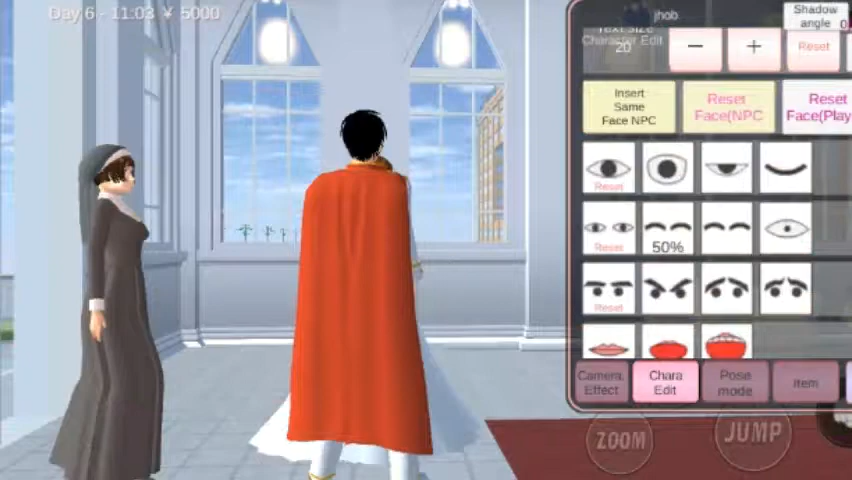 Day 6 - 11:03 ¥ 5000
jhob
Shadow
angle
0
Text size
Character Edit
20
−
+
Reset
Insert
Same
Face NPC
Reset
Face(NPC
Reset
Face(Play
Reset
Reset
50%
Reset
Camera
Effect
Chara
Edit
Pose
mode
Item
ZOOM
JUMP